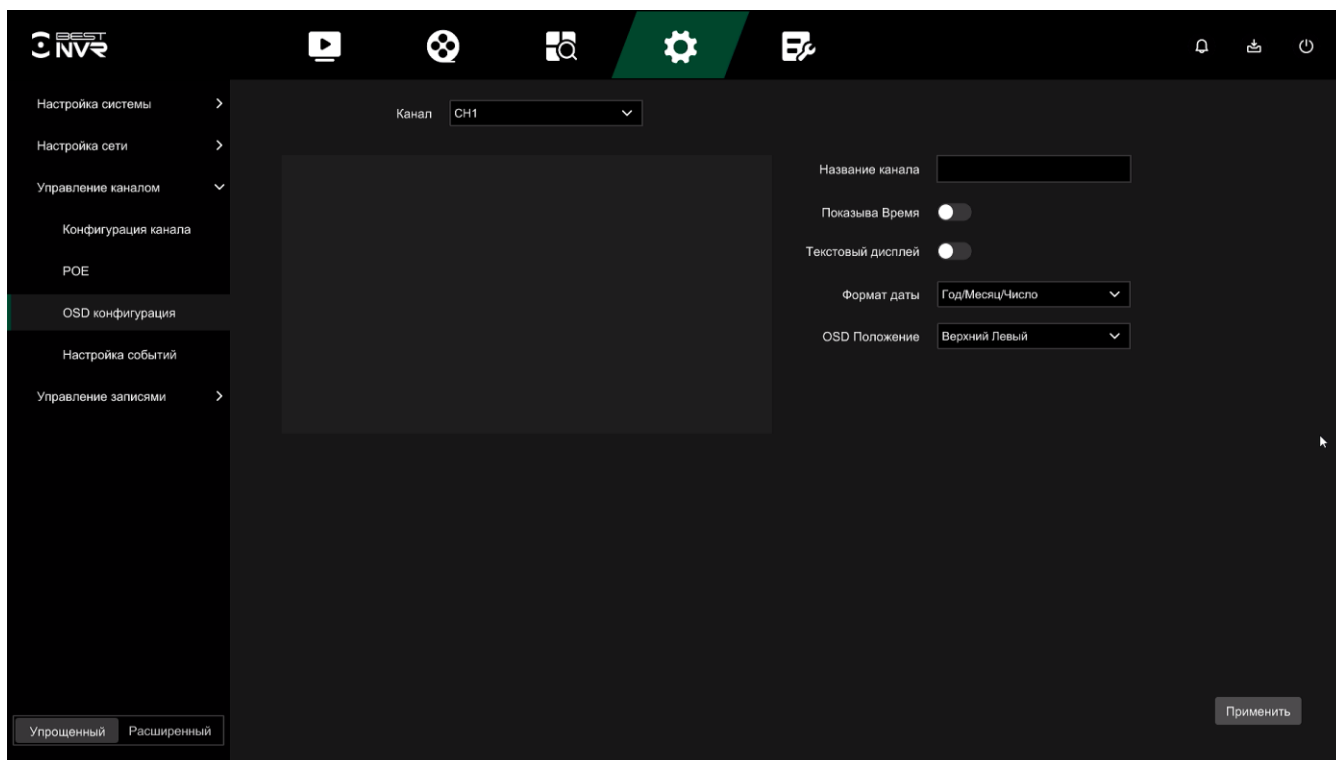 BEST
NVR
Настройка системы
Настройка сети
Управление каналом
Конфигурация канала
POE
OSD конфигурация
Настройка событий
Управление записями
Упрощенный Расширенный
Канал CH1
Название канала
Показыва Время
Текстовый дисплей
Формат даты Год/Месяц/Число
OSD Положение Верхний Левый
Применить